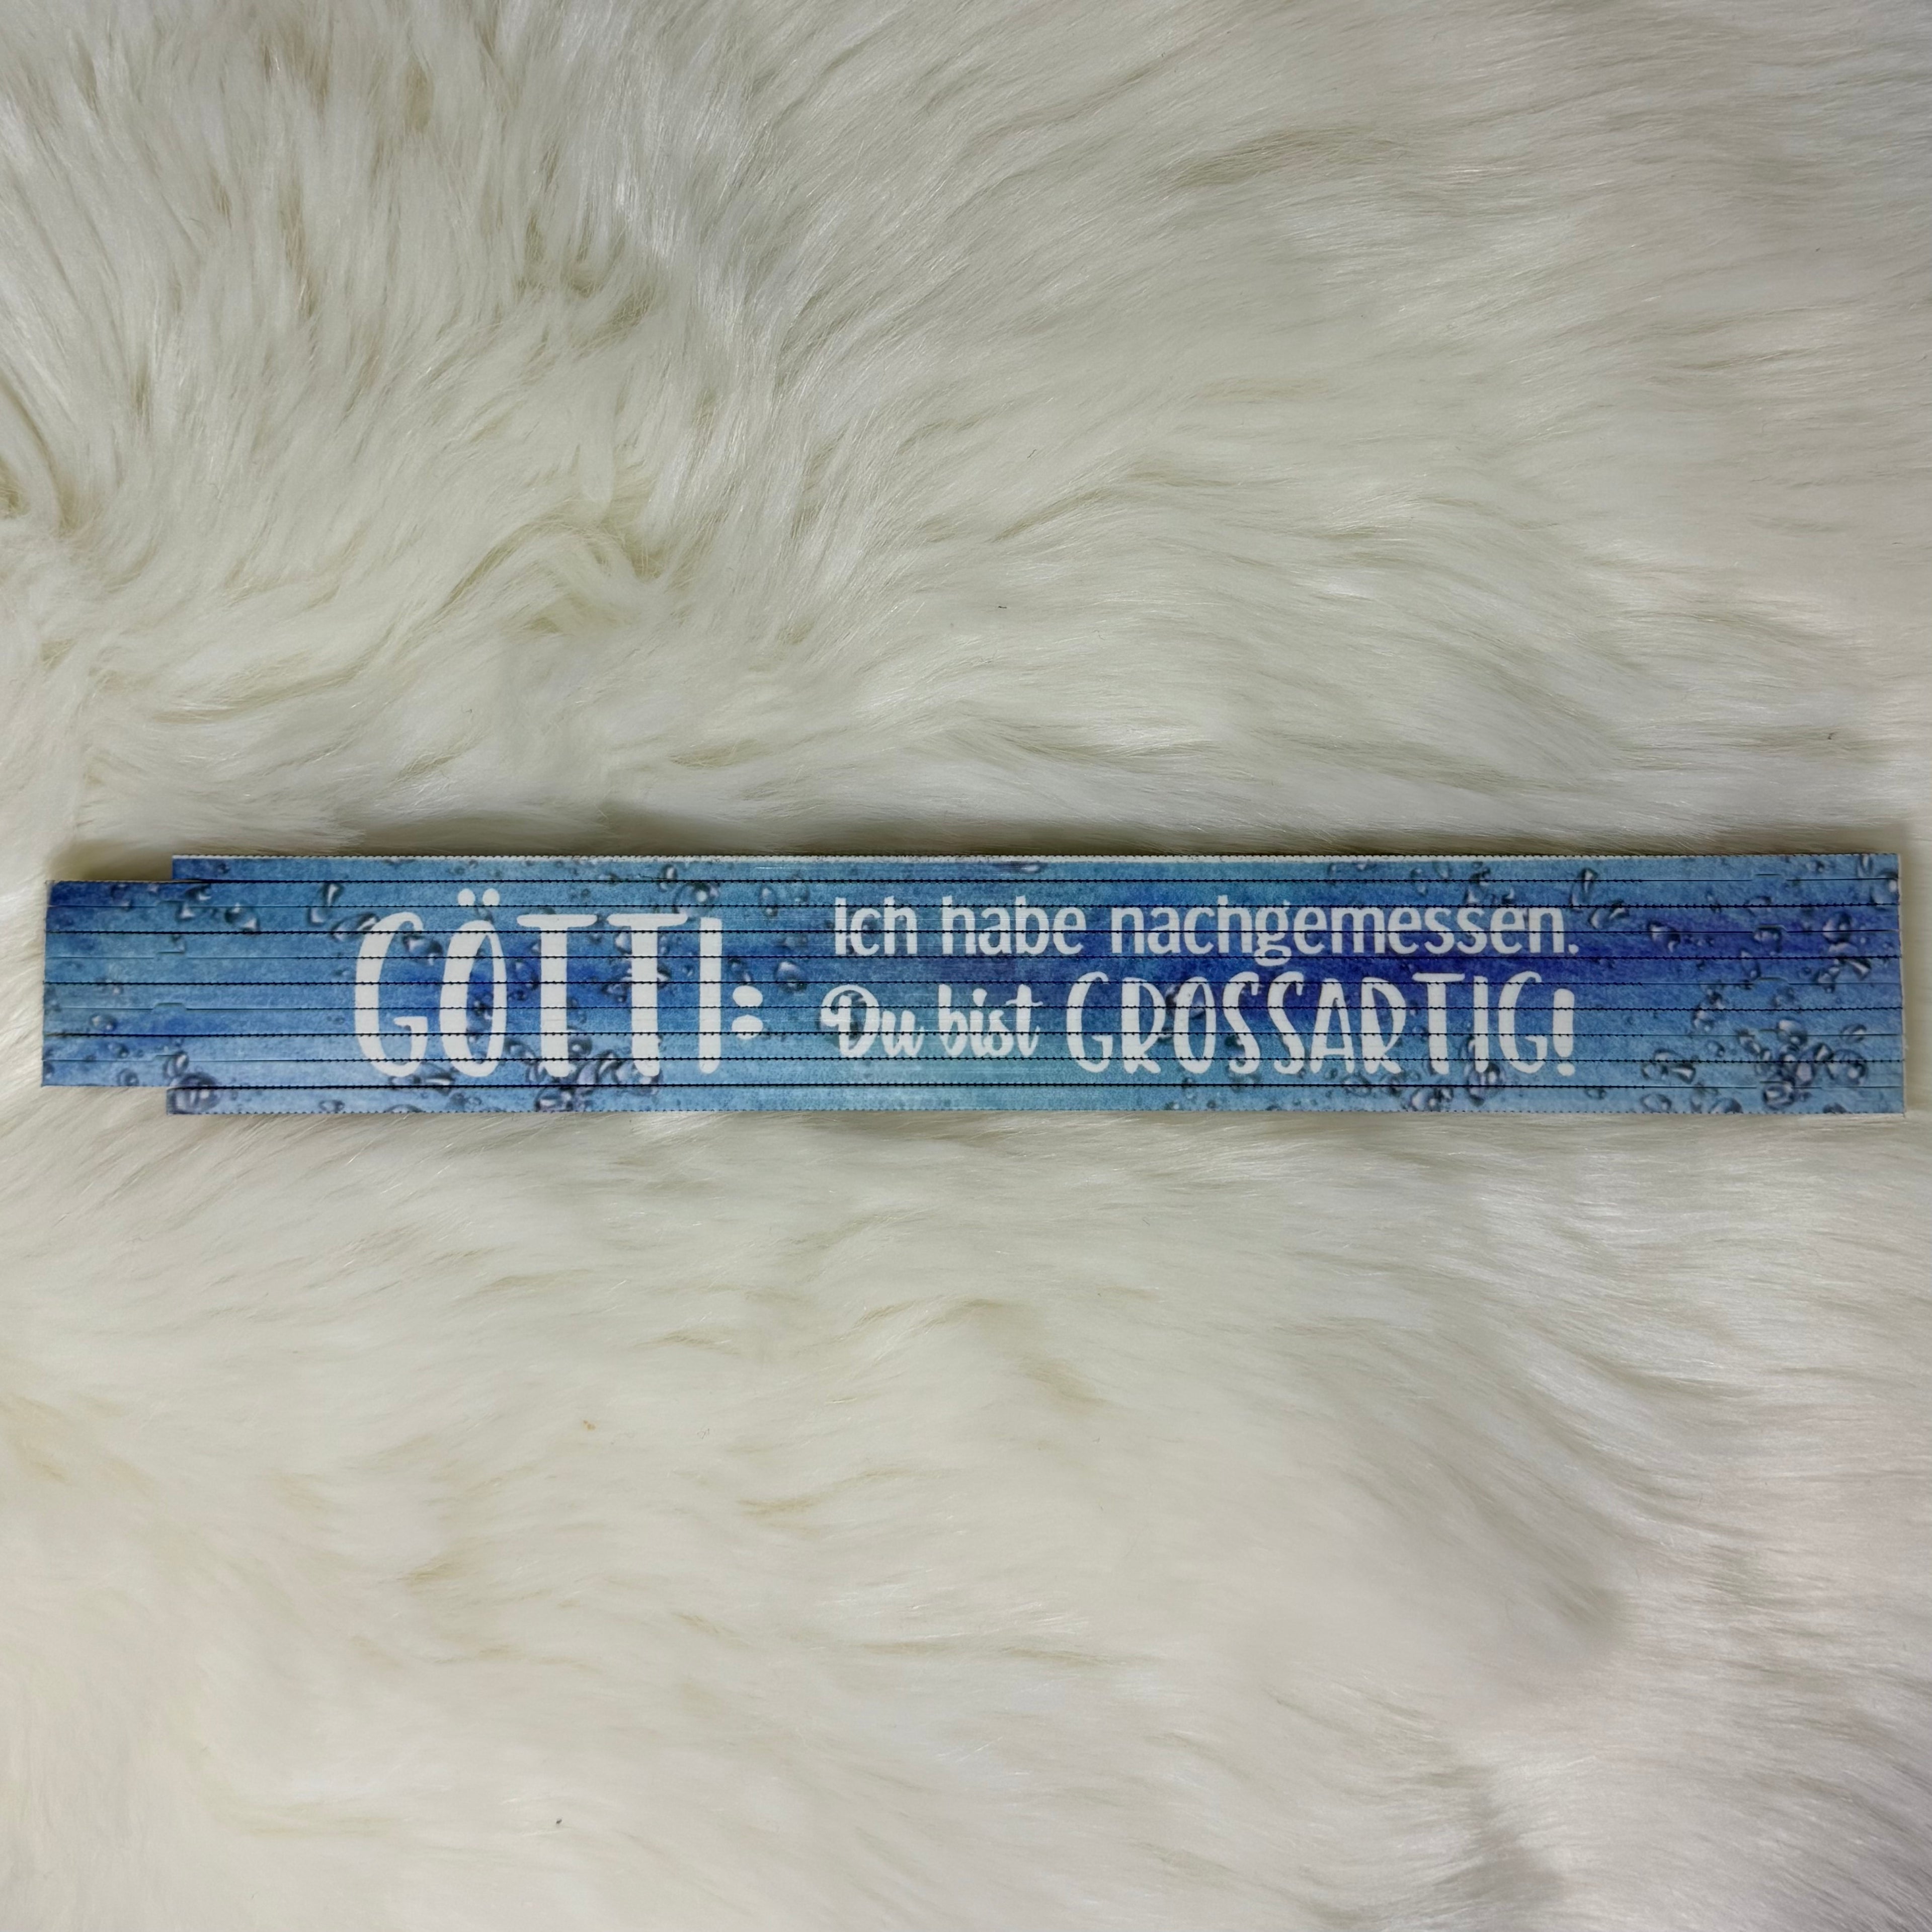 GÖTTI:
Ich habe nachgemessen.
Du bist GROSSARTIG!